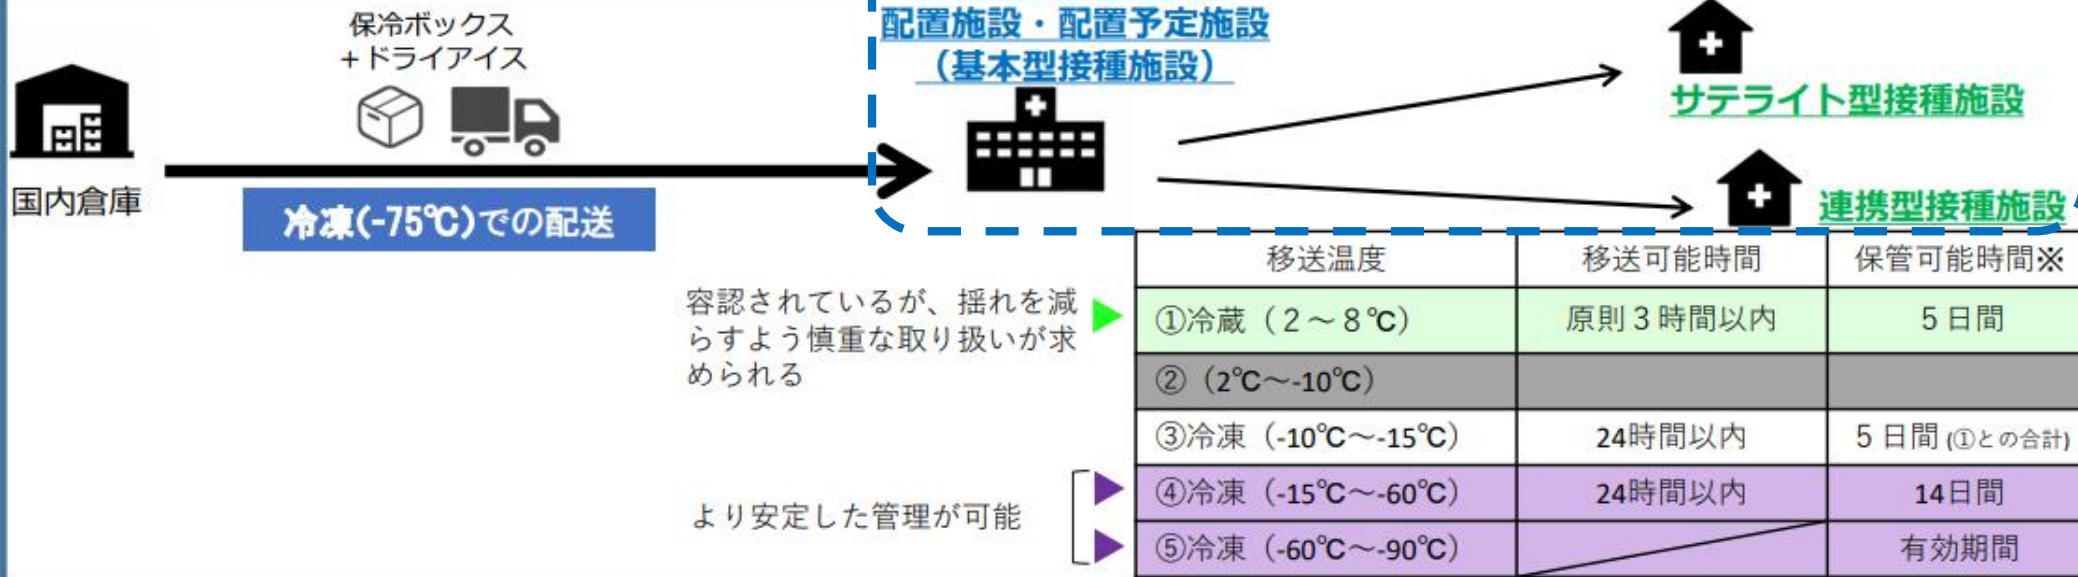 保冷ボックス
+ドライアイス
国内倉庫
冷凍(-75℃)での配送
配置施設・配置予定施設
（基本型接種施設）
サテライト型接種施設
連携型接種施設
容認されているが、揺れを減
らすよう慎重な取り扱いが求
められる
より安定した管理が可能
移送温度 移送可能時間 保管可能時間※
①冷蔵（２～８℃） 原則３時間以内 ５日間
②（2℃～-10℃）
③冷凍（-10℃～-15℃） 24時間以内 ５日間(①との合計)
④冷凍（-15℃～-60℃） 24時間以内 14日間
⑤冷凍（-60℃～-90℃） 有効期間